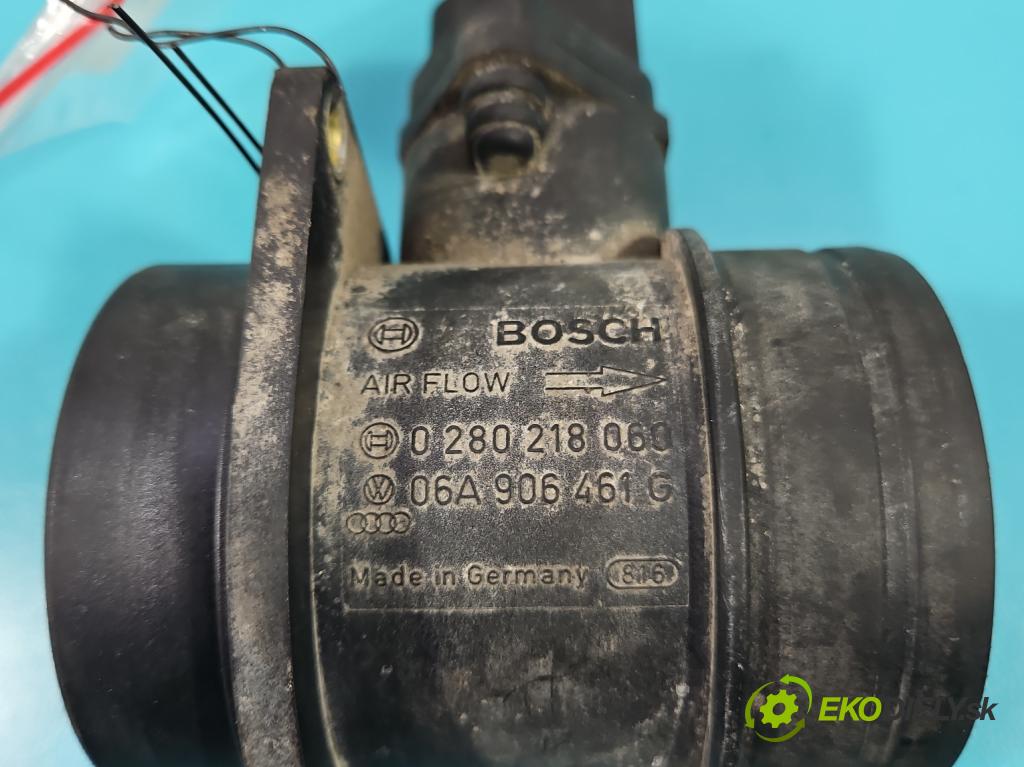 BOSCH
AIR FLOW
0 280 218 060
06A 906 461 G
Made in Germany 816
EKODIELY.sk